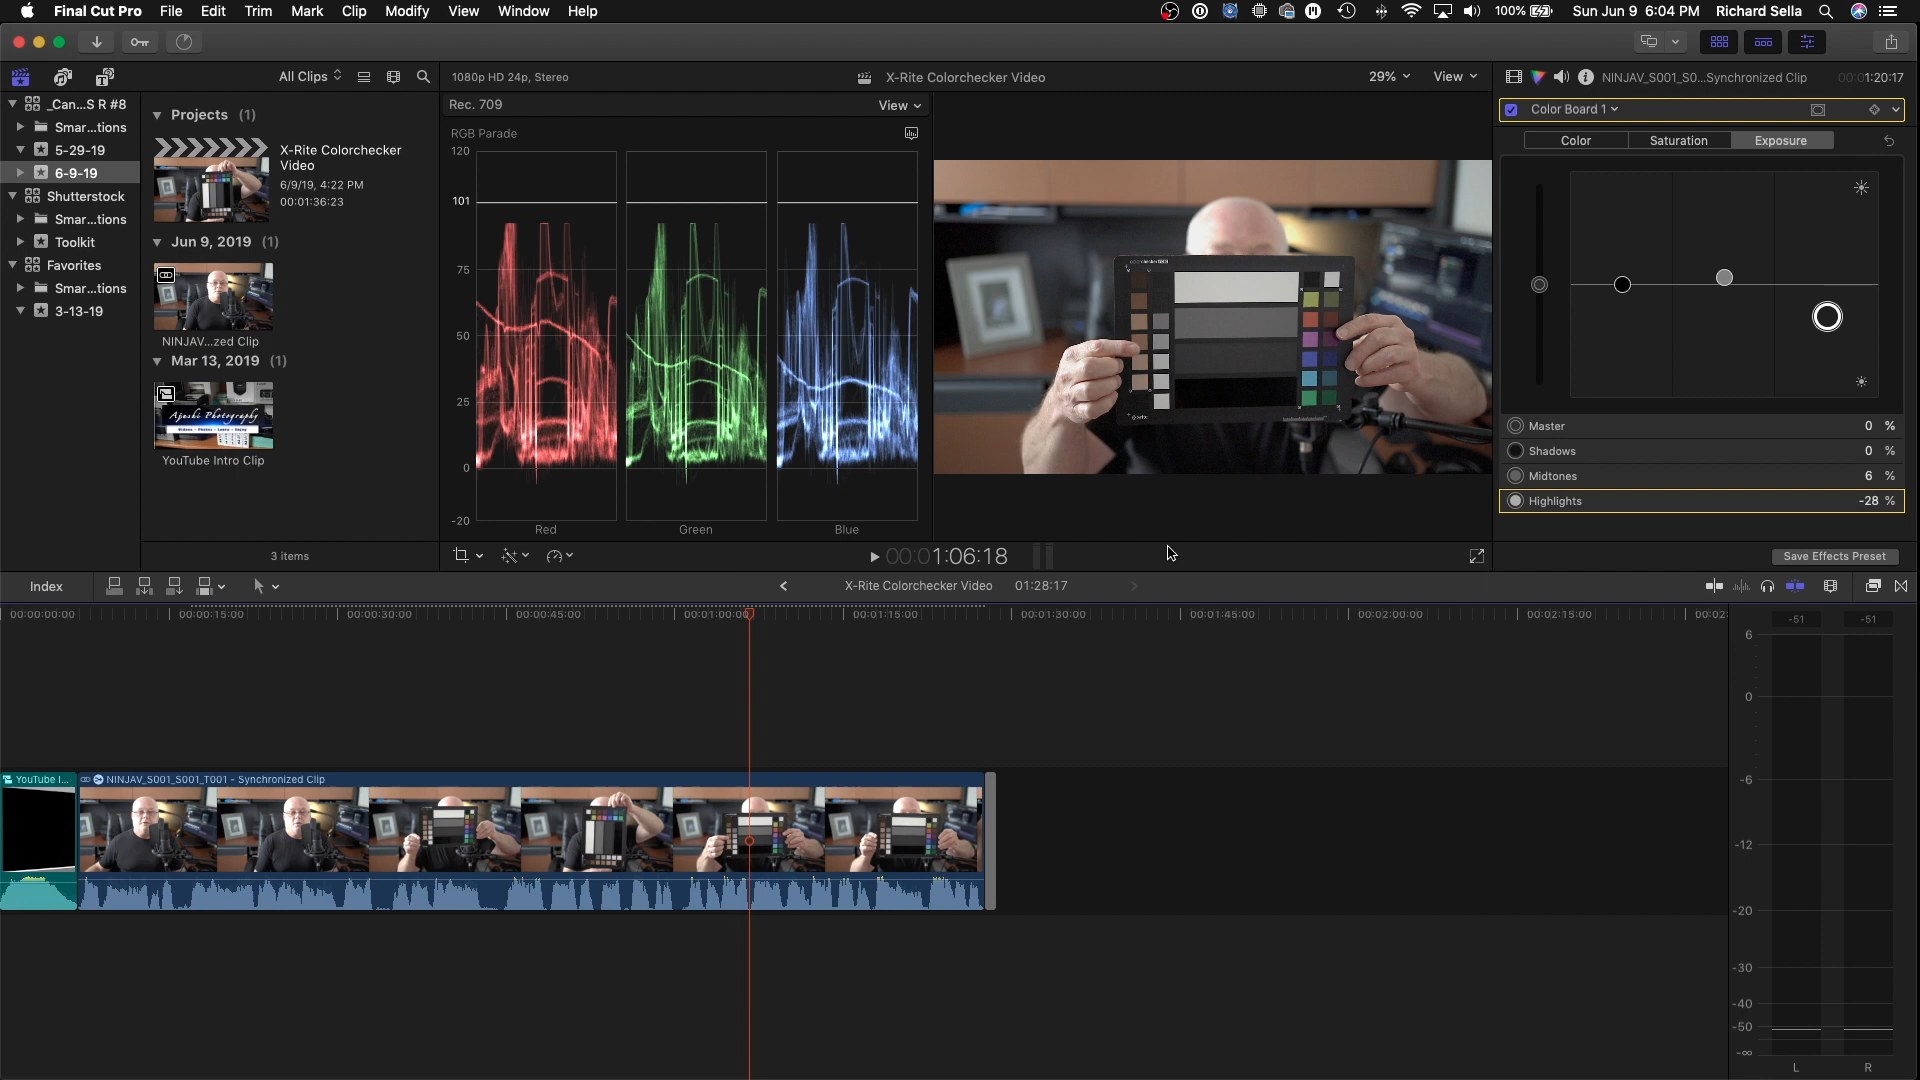 Final Cut Pro File Edit Trim Mark Clip Modify View Window Help 100% Sun Jun 9 6:04 PM Richard Sella
All Clips
1080p HD 24p, Stereo
X-Rite Colorchecker Video
29%
View
NINJAV_S001_S0...Synchronized Clip
00:01:20:17
_Can...S R #8
Smar...tions
5-29-19
6-9-19
Shutterstock
Smar...tions
Toolkit
Favorites
Smar...tions
3-13-19
Projects (1)
X-Rite Colorchecker
Video
6/9/19, 4:22 PM
00:01:36:23
Jun 9, 2019 (1)
NINJAV...zed Clip
Mar 13, 2019 (1)
Ajeski Photography
YouTube Intro Clip
3 items
Rec. 709
View
RGB Parade
120
101
75
50
25
0
-20
Red
Green
Blue
00:00:01:06:18
Color Board 1
Color
Saturation
Exposure
Master 0 %
Shadows 0 %
Midtones 6 %
Highlights -28 %
Save Effects Preset
Index
X-Rite Colorchecker Video
01:28:17
00:00:00:00
00:00:15:00
00:00:30:00
00:00:45:00
00:01:00:00
00:01:15:00
00:01:30:00
00:01:45:00
00:02:00:00
00:02:15:00
00:02:
YouTube I...
NINJAV_S001_S001_T001 - Synchronized Clip
-51
-51
6
0
-6
-12
-20
-30
-40
-50
-∞
L
R